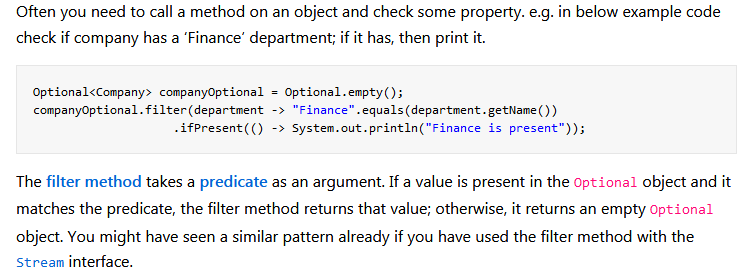 Often you need to call a method on an object and check some property. e.g. in below example code
check if company has a ‘Finance’ department; if it has, then print it.
Optional<Company> companyOptional = Optional.empty();
companyOptional.filter(department -> "Finance".equals(department.getName())
.ifPresent(() -> System.out.println("Finance is present"));
The filter method takes a predicate as an argument. If a value is present in the Optional object and it
matches the predicate, the filter method returns that value; otherwise, it returns an empty Optional
object. You might have seen a similar pattern already if you have used the filter method with the
Stream interface.